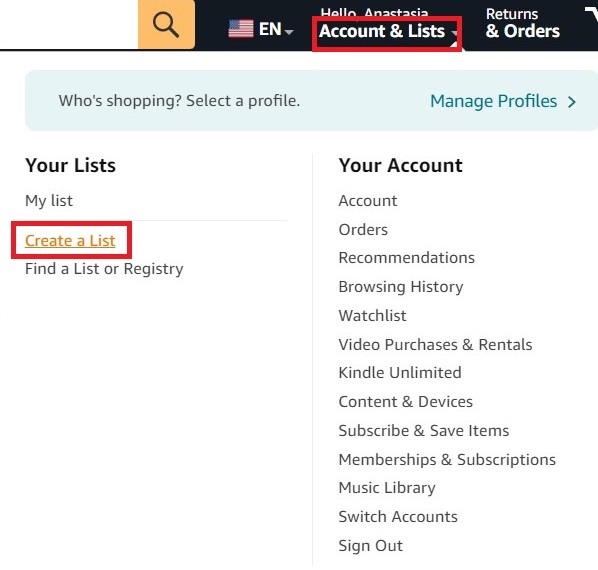 EN
Hello, Anastasia
Account & Lists
Returns
& Orders
Who's shopping? Select a profile.
Manage Profiles
Your Lists
My list
Create a List
Find a List or Registry
Your Account
Account
Orders
Recommendations
Browsing History
Watchlist
Video Purchases & Rentals
Kindle Unlimited
Content & Devices
Subscribe & Save Items
Memberships & Subscriptions
Music Library
Switch Accounts
Sign Out